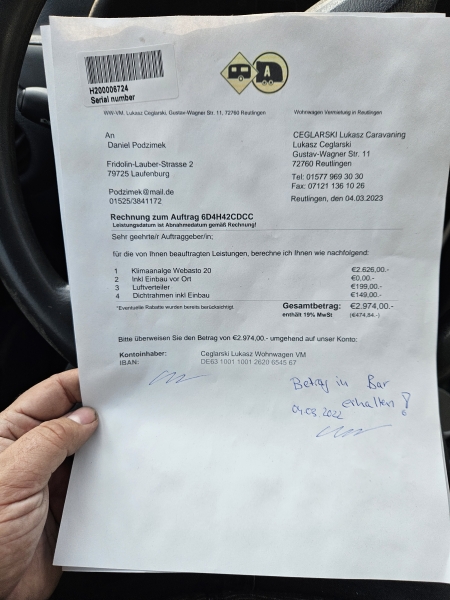 H200006724
Serial number
A
WW-VM, Lukasz Ceglarski, Gustav-Wagner Str. 11, 72760 Reutlingen
Wohnwagen Vermietung in Reutlingen
An
Daniel Podzimek
Fridolin-Lauber-Strasse 2
79725 Laufenburg
Podzimek@mail.de
01525/3841172
CEGLARSKI Lukasz Caravaning
Lukasz Ceglarski
Gustav-Wagner Str. 11
72760 Reutlingen
Tel: 01577 969 30 30
Fax: 07121 136 10 26
Reutlingen, den 04.03.2023
Rechnung zum Auftrag 6D4H42CDCC
Leistungsdatum ist Abnahmedatum gemäß Rechnung!
Sehr geehrte/r Auftraggeber/in;
für die von Ihnen beauftragten Leistungen, berechne ich Ihnen wie nachfolgend:
1 Klimaanalge Webasto 20 €2.626,00.-
2 Inkl Einbau vor Ort €0,00.-
3 Luftverteiler €199,00.-
4 Dichtrahmen inkl Einbau €149,00.-
*Eventuelle Rabatte wurden bereits berücksichtigt.
Gesamtbetrag: €2.974,00.-
enthält 19% MwSt (€474,84.-)
Bitte überweisen Sie den Betrag von €2.974,00.- umgehend auf unser Konto:
Kontoinhaber: Ceglarski Lukasz Wohnwagen VM
IBAN: DE63 1001 1001 2620 6545 67
Betrag in Bar
erhalten!
04.03.2022